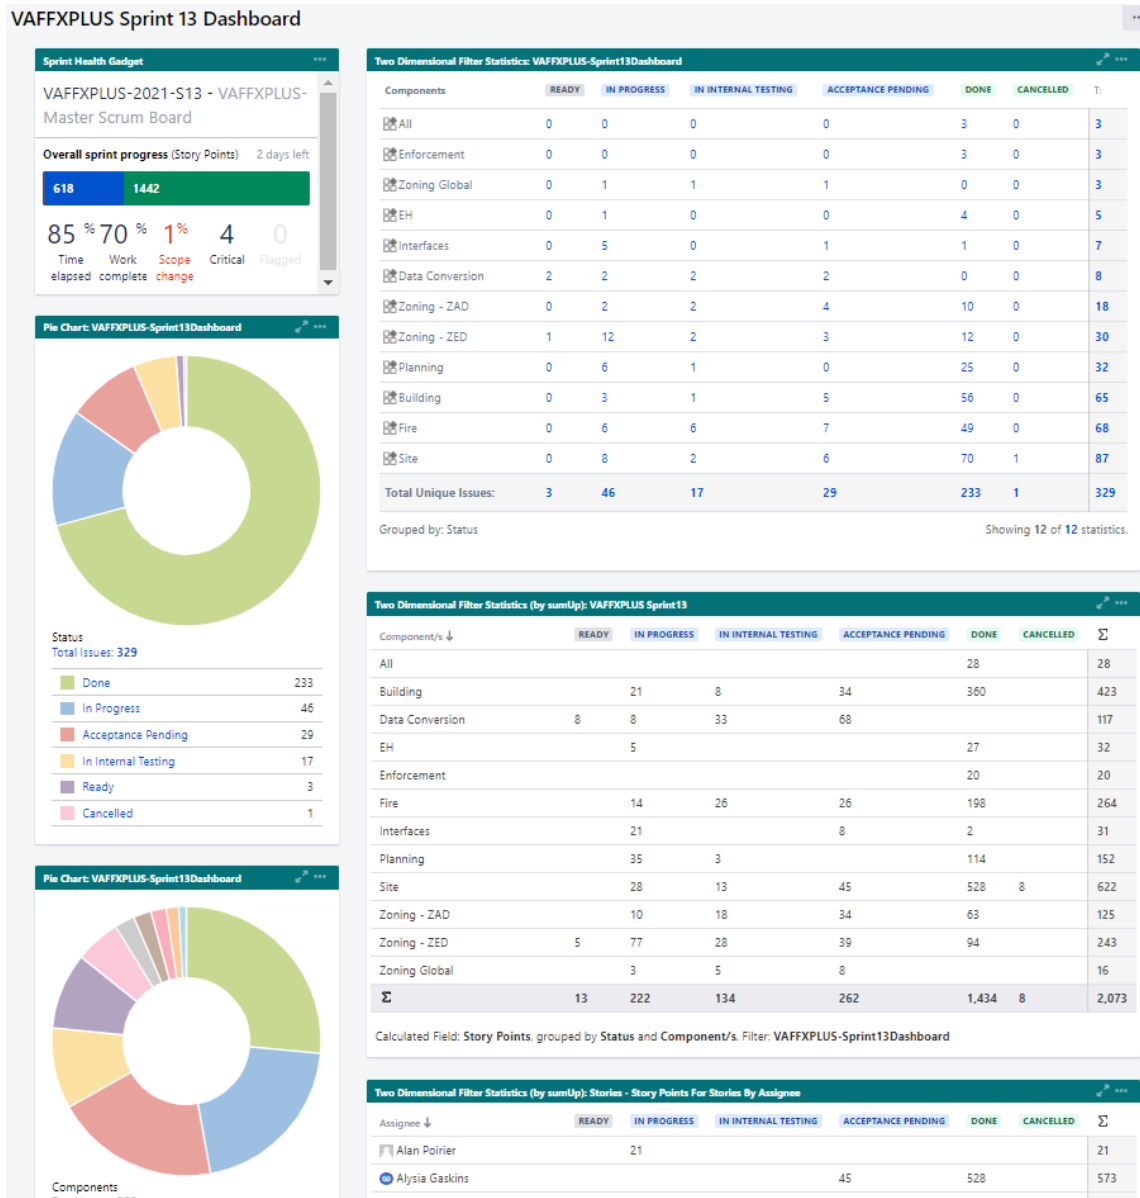 VAFFXPLUS Sprint 13 Dashboard
Sprint Health Gadget
VAFFXPLUS-2021-S13 - VAFFXPLUS-
Master Scrum Board
Overall sprint progress (Story Points) 2 days left
618 1442
85 % 70 % 1% 4 0
Time Work Scope Critical Flagged
elapsed complete change
Pie Chart: VAFFXPLUS-Sprint13Dashboard
Status
Total Issues: 329
Done 233
In Progress 46
Acceptance Pending 29
In Internal Testing 17
Ready 3
Cancelled 1
Pie Chart: VAFFXPLUS-Sprint13Dashboard
Components
Two Dimensional Filter Statistics: VAFFXPLUS-Sprint13Dashboard
Components READY IN PROGRESS IN INTERNAL TESTING ACCEPTANCE PENDING DONE CANCELLED T:
All 0 0 0 0 3 0 3
Enforcement 0 0 0 0 3 0 3
Zoning Global 0 1 1 1 0 0 3
EH 0 1 0 0 4 0 5
Interfaces 0 5 0 1 1 0 7
Data Conversion 2 2 2 2 0 0 8
Zoning - ZAD 0 2 2 4 10 0 18
Zoning - ZED 1 12 2 3 12 0 30
Planning 0 6 1 0 25 0 32
Building 0 3 1 5 56 0 65
Fire 0 6 6 7 49 0 68
Site 0 8 2 6 70 1 87
Total Unique Issues: 3 46 17 29 233 1 329
Grouped by: Status Showing 12 of 12 statistics.
Two Dimensional Filter Statistics (by sumUp): VAFFXPLUS Sprint13
Component/s ↓ READY IN PROGRESS IN INTERNAL TESTING ACCEPTANCE PENDING DONE CANCELLED Σ
All 28 28
Building 21 8 34 360 423
Data Conversion 8 8 33 68 117
EH 5 27 32
Enforcement 20 20
Fire 14 26 26 198 264
Interfaces 21 8 2 31
Planning 35 3 114 152
Site 28 13 45 528 8 622
Zoning - ZAD 10 18 34 63 125
Zoning - ZED 5 77 28 39 94 243
Zoning Global 3 5 8 16
Σ 13 222 134 262 1,434 8 2,073
Calculated Field: Story Points, grouped by Status and Component/s. Filter: VAFFXPLUS-Sprint13Dashboard
Two Dimensional Filter Statistics (by sumUp): Stories - Story Points For Stories By Assignee
Assignee ↓ READY IN PROGRESS IN INTERNAL TESTING ACCEPTANCE PENDING DONE CANCELLED Σ
Alan Poirier 21 21
Alysia Gaskins 45 528 573